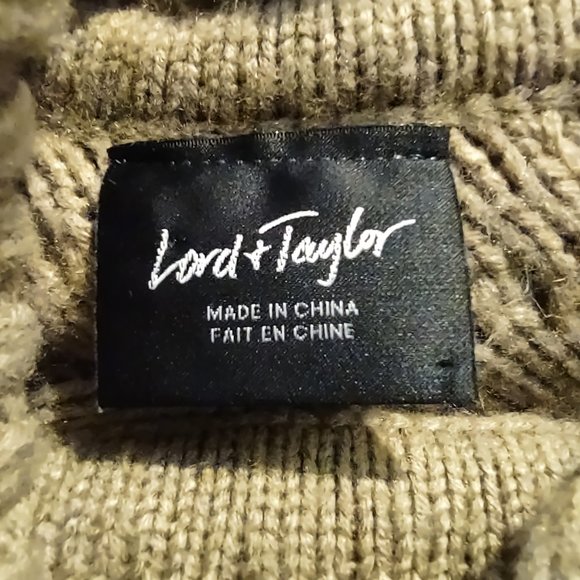 Lord + Taylor
MADE IN CHINA
FAIT EN CHINE